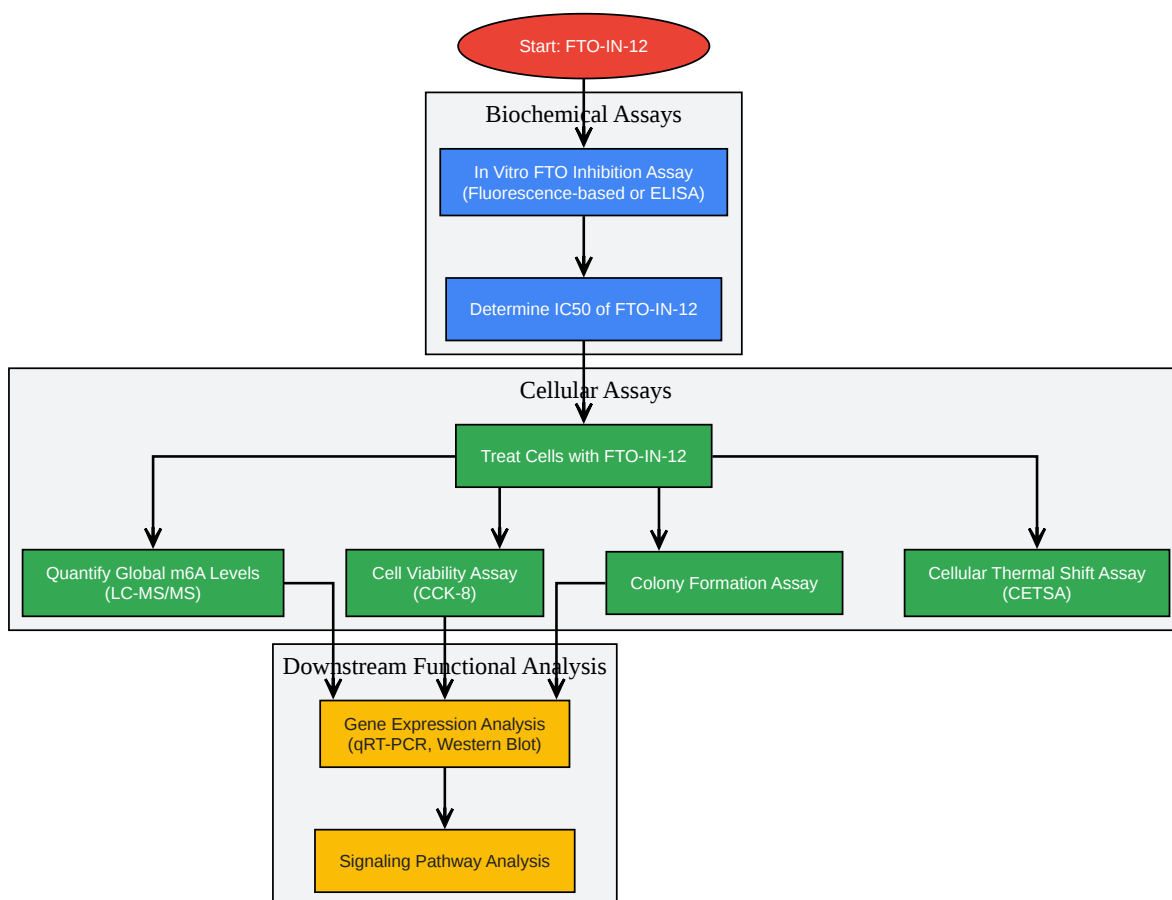 Start: FTO-IN-12
Biochemical Assays
In Vitro FTO Inhibition Assay
(Fluorescence-based or ELISA)
Determine IC50 of FTO-IN-12
Cellular Assays
Treat Cells with FTO-IN-12
Quantify Global m6A Levels
(LC-MS/MS)
Cell Viability Assay
(CCK-8)
Colony Formation Assay
Cellular Thermal Shift Assay
(CETSA)
Downstream Functional Analysis
Gene Expression Analysis
(qRT-PCR, Western Blot)
Signaling Pathway Analysis